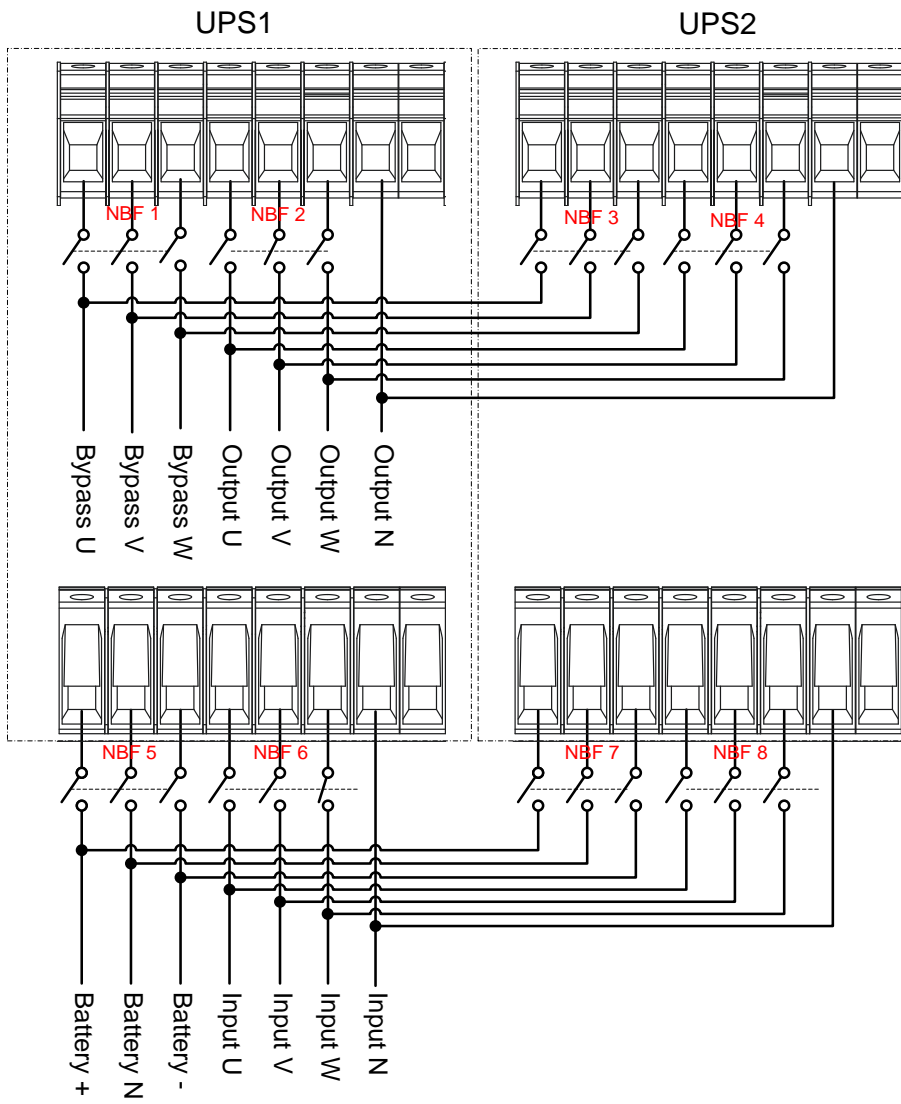 UPS1
UPS2
NBF 1
NBF 2
NBF 3
NBF 4
Bypass U
Bypass V
Bypass W
Output U
Output V
Output W
Output N
NBF 5
NBF 6
NBF 7
NBF 8
Battery +
Battery N
Battery -
Input U
Input V
Input W
Input N